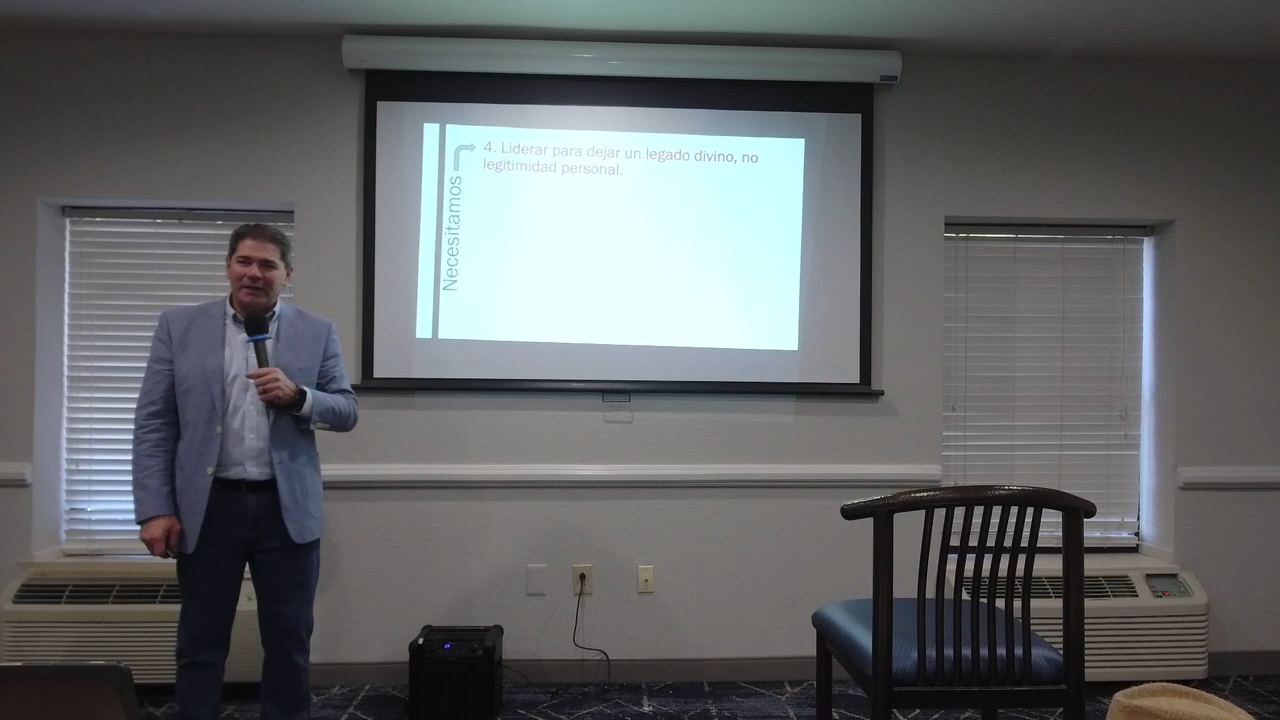 Necesitamos
4. Liderar para dejar un legado divino, no
legitimidad personal.